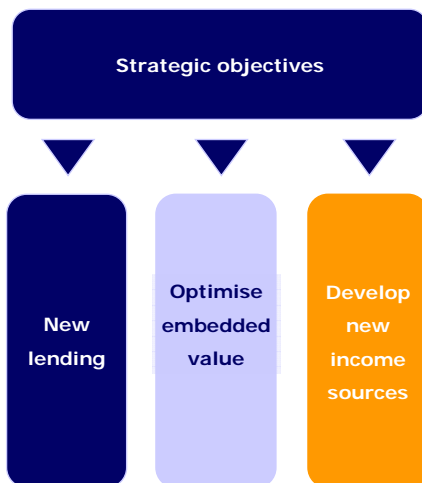 Strategic objectives
New
lending
Optimise
embedded
value
Develop
new
income
sources